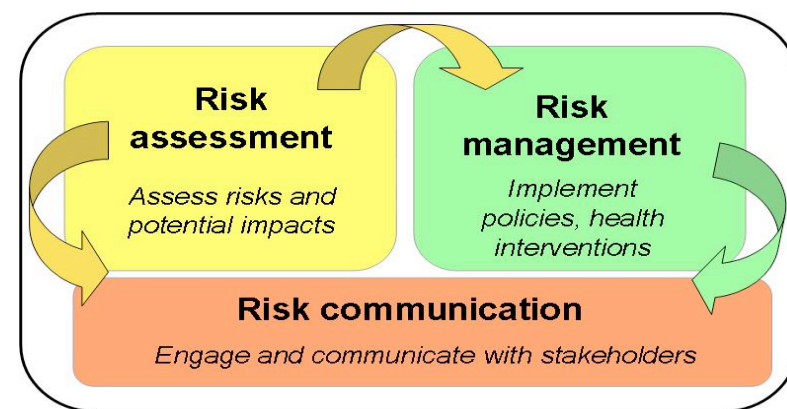 Risk
assessment
Assess risks and
potential impacts
Risk
management
Implement
policies, health
interventions
Risk communication
Engage and communicate with stakeholders